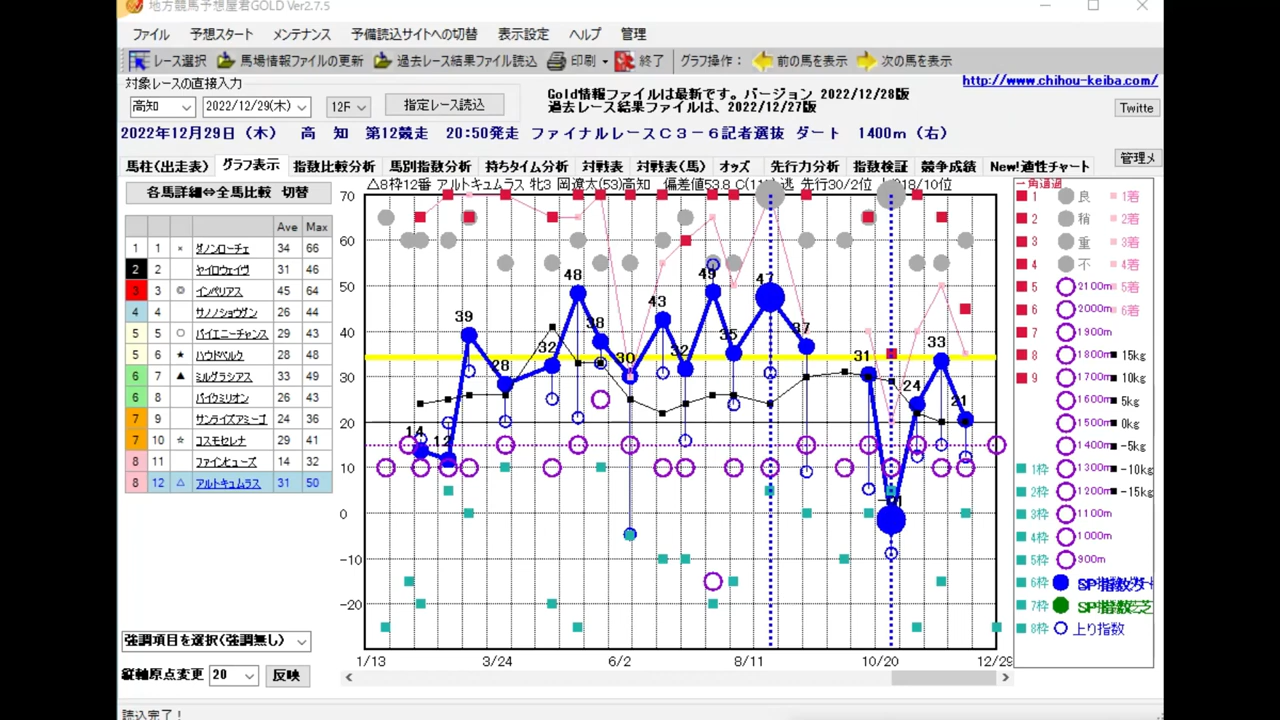 地方競馬予想屋君GOLD Ver2.7.5
ファイル 予想スタート メンテナンス 予備読込サイトへの切替 表示設定 ヘルプ 管理
レース選択 馬場情報ファイルの更新 過去レース結果ファイル読込 印刷 終了 グラフ操作： 前の馬を表示 次の馬を表示
対象レースの直接入力
http://www.chihou-keiba.com/
高知 2022/12/29(木) 12F 指定レース読込
Gold情報ファイルは最新です。バージョン 2022/12/28版
過去レース結果ファイルは、2022/12/27版
Twitte
2022年12月29日（木） 高 知 第12競走 20:50発走 ファイナルレースＣ３－６記者選抜 ダート 1400m（右）
馬柱(出走表) グラフ表示 指数比較分析 馬別指数分析 持ちタイム分析 対戦表 対戦表(馬) オッズ 先行力分析 指数検証 競争成績 New!適性チャート
管理メ
各馬詳細⇔全馬比較 切替
△8枠12番 アルトキュムラス 牝3 岡遼太(53)高知 偏差値53.8
先行30/2位
18/10位
Ave Max
1 1 × ダノンローチェ 34 66
2 2 ヤイロウェイヴ 31 46
3 3 ◎ インペリアス 45 64
4 4 サノノショウゲン 26 44
5 5 ○ パイエニーチャンス 29 43
5 6 ★ ハウドベルク 28 48
6 7 ▲ ミルグラシアス 33 49
6 8 バイクミリオン 26 43
7 9 サンライズアミーゴ 24 36
7 10 ☆ コスモセレナ 29 41
8 11 ファインヒューズ 14 32
8 12 △ アルトキュムラス 31 50
70
60
50
40
30
20
10
0
-10
-20
14 12 39 28 32 48 38 30 43 32 49 35 47 37 31 24 33 21
1/13 3/24 6/2 8/11 10/20 12/29
一角通過
1 良 1着
2 稍 2着
3 重 3着
4 不 4着
5 2100m 5着
6 2000m 6着
7 1900m
8 1800m 15kg
9 1700m 10kg
1600m 5kg
1500m 0kg
1400m -5kg
1枠 1300m -10kg
2枠 1200m -15kg
3枠 1100m
4枠 1000m
5枠 900m
6枠 SP指数
7枠 SP指数
8枠 上り指数
強調項目を選択(強調無し)
縦軸原点変更 20 反映
読込完了！